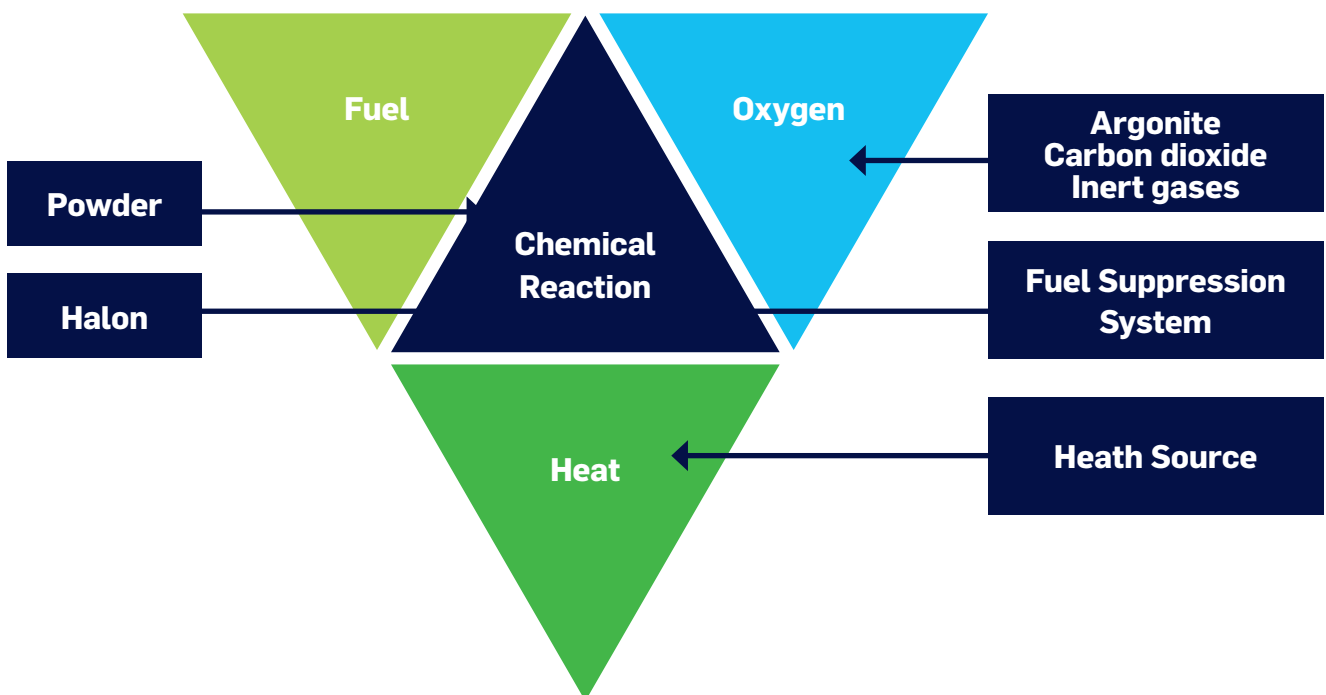 Fuel
Oxygen
Argonite
Carbon dioxide
Inert gases
Powder
Chemical
Reaction
Halon
Fuel Suppression
System
Heat
Heath Source